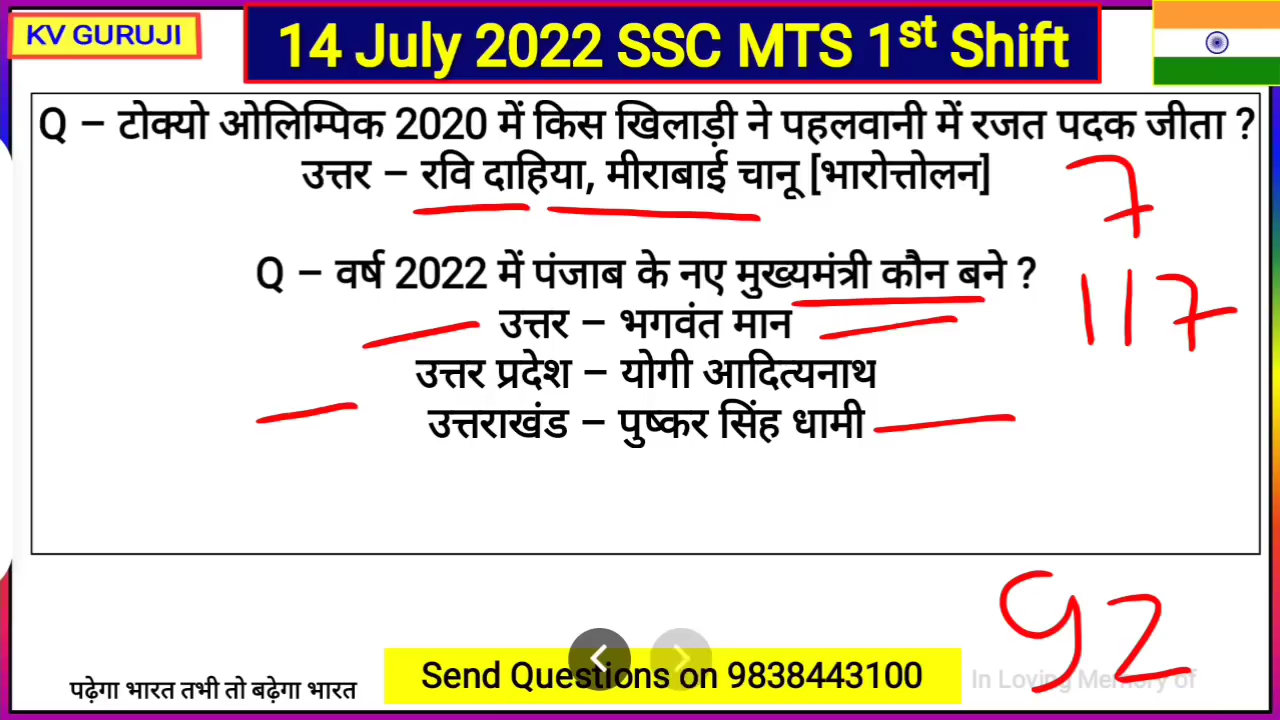 KV GURUJI
14 July 2022 SSC MTS 1st Shift
Q – टोक्यो ओलिम्पिक 2020 में किस खिलाड़ी ने पहलवानी में रजत पदक जीता ?
उत्तर – रवि दाहिया, मीराबाई चानू [भारोत्तोलन]
7
Q – वर्ष 2022 में पंजाब के नए मुख्यमंत्री कौन बने ?
117
उत्तर – भगवंत मान
उत्तर प्रदेश – योगी आदित्यनाथ
उत्तराखंड – पुष्कर सिंह धामी
92
पढ़ेगा भारत तभी तो बढ़ेगा भारत
Send Questions on 9838443100
In Loving Memory of